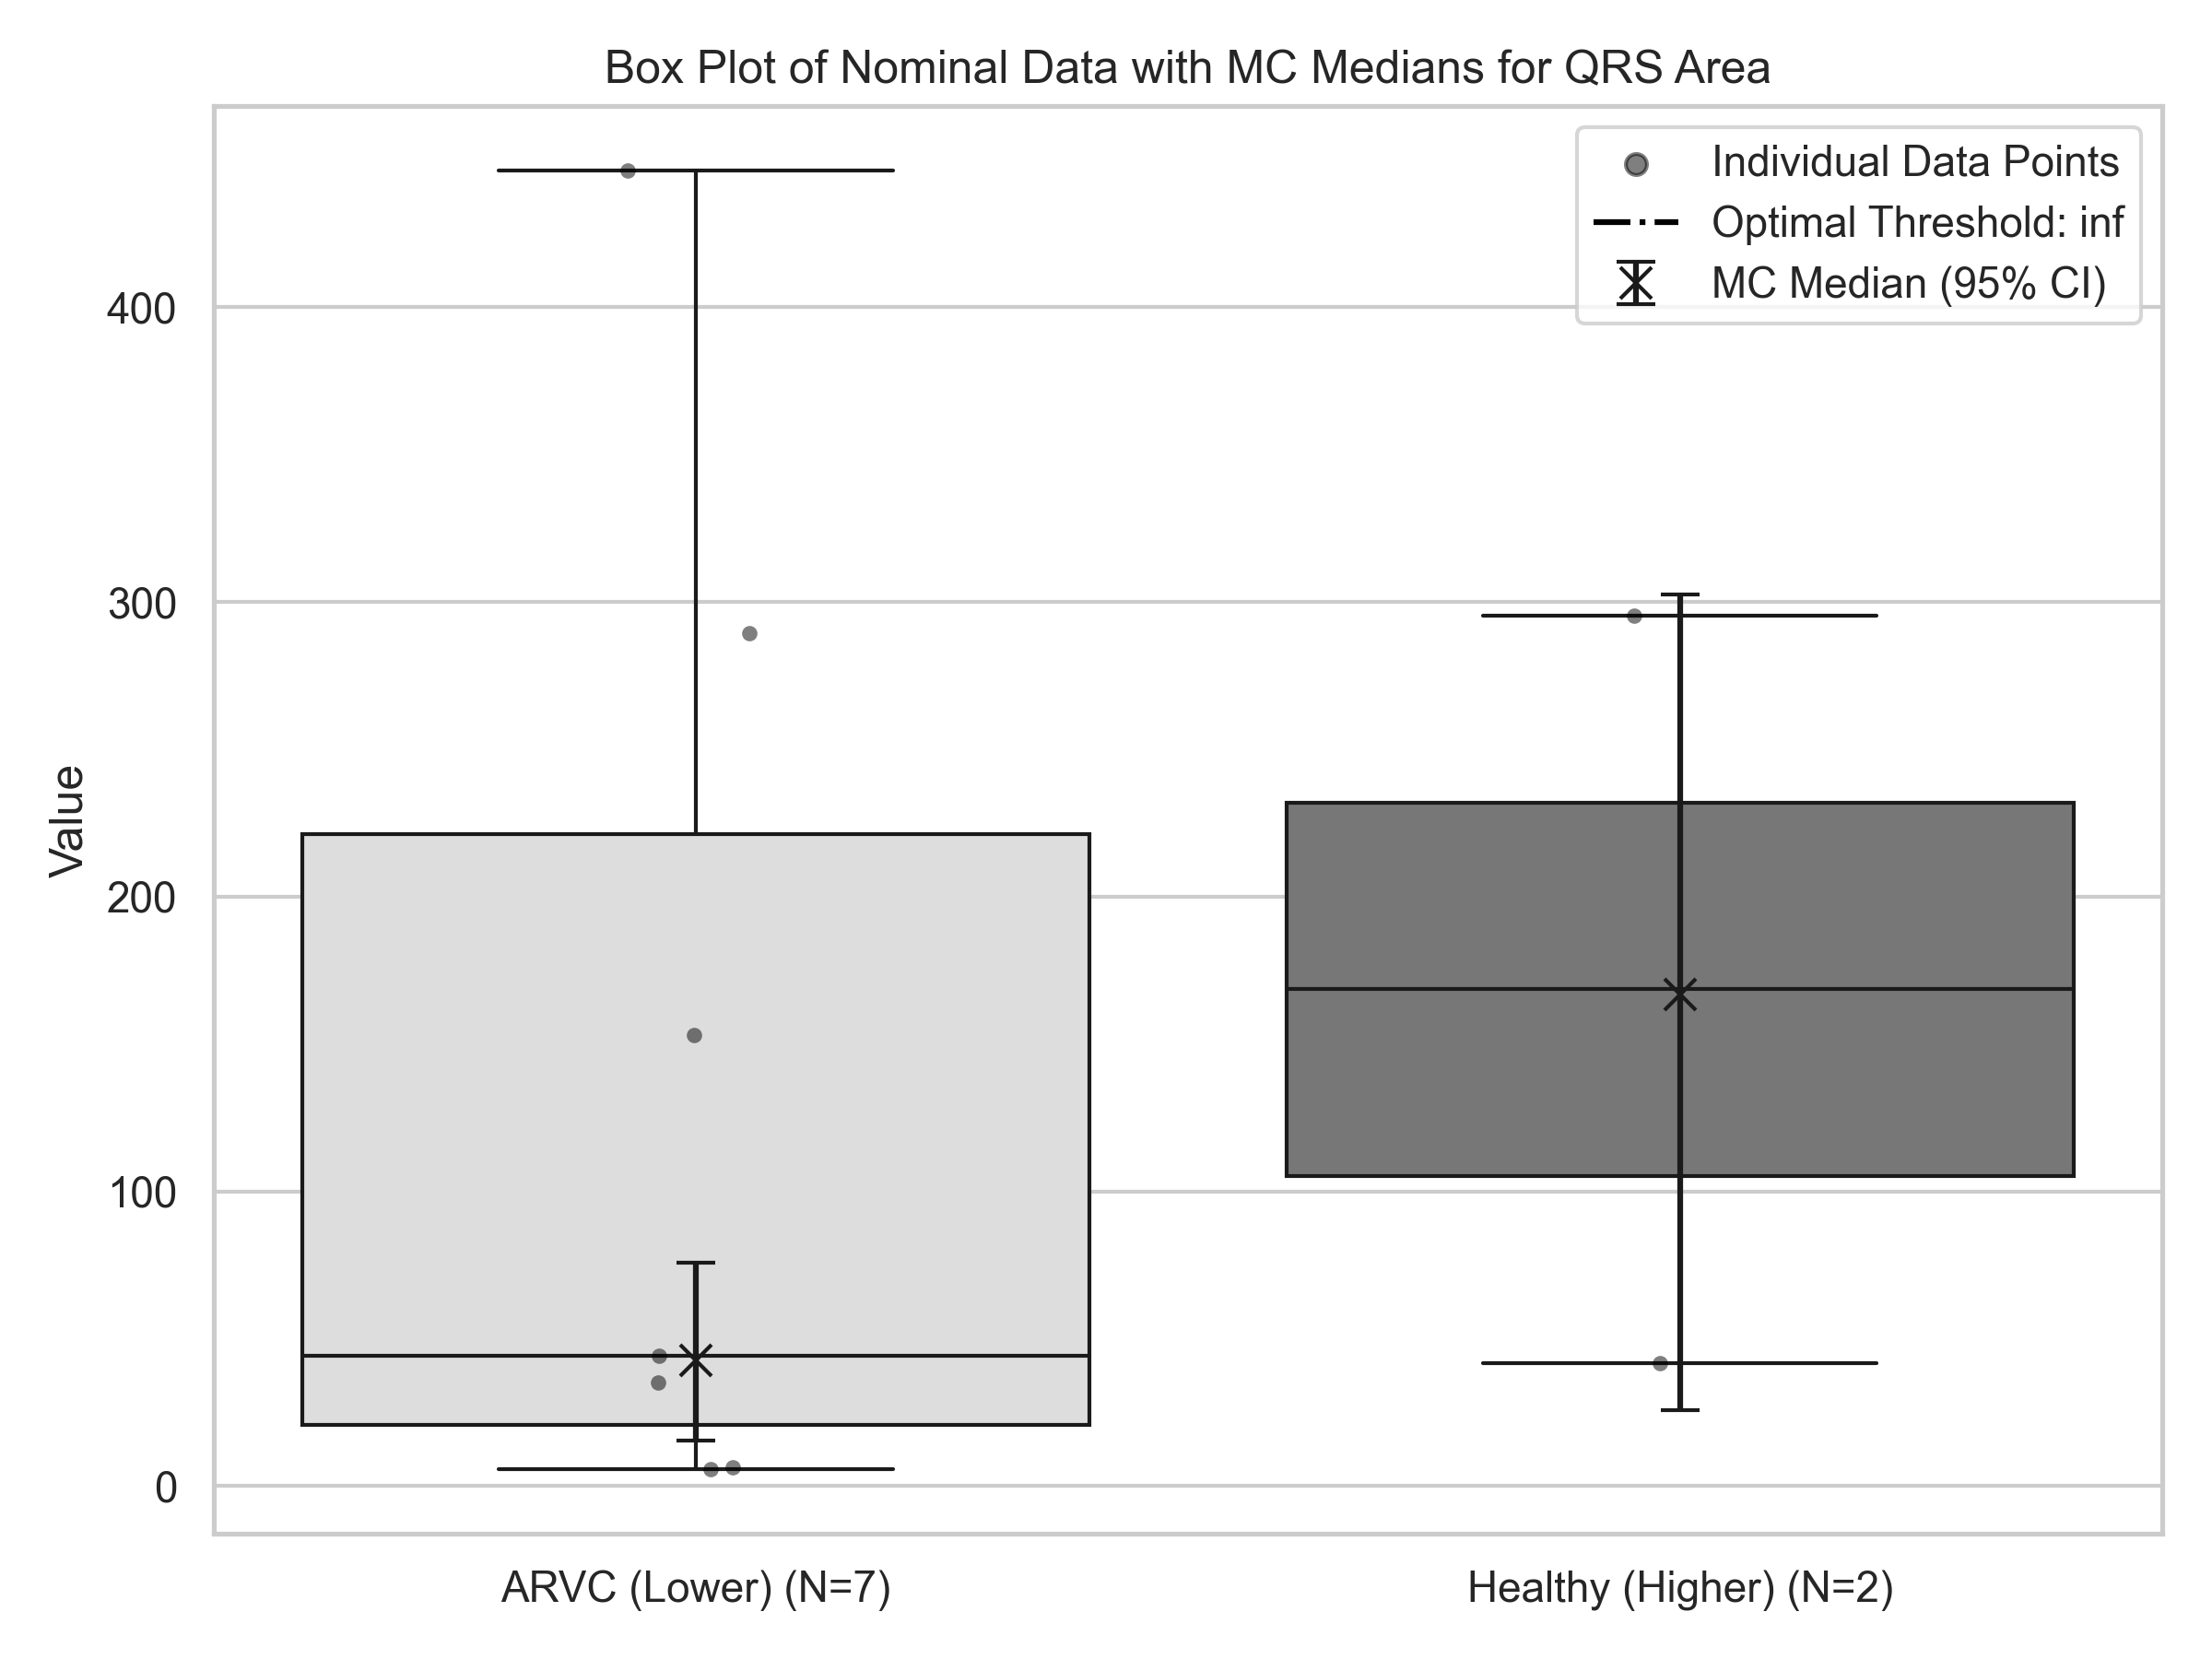 Box Plot of Nominal Data with MC Medians for QRS Area
Individual Data Points
Optimal Threshold: inf
MC Median (95% CI)
Value
400
300
200
100
0
ARVC (Lower) (N=7)
Healthy (Higher) (N=2)